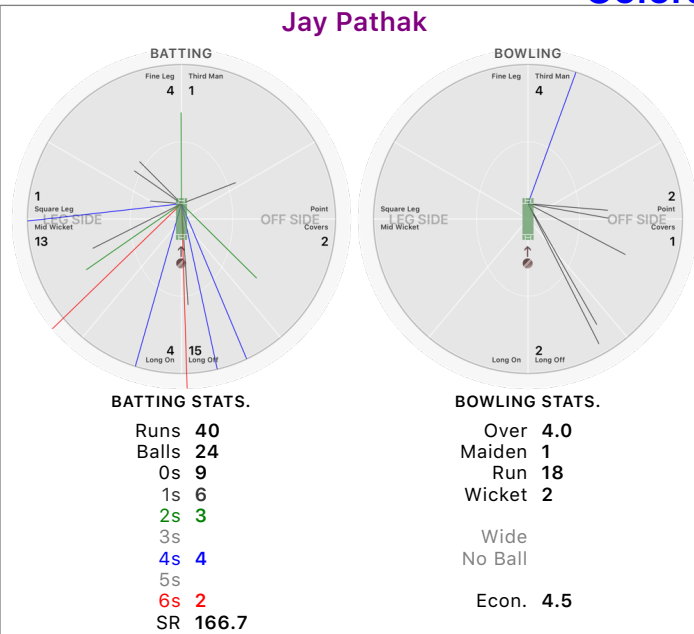 Jay Pathak
BATTING
Fine Leg Third Man
4 1
1
Square Leg
LEG SIDE
Mid Wicket
13
Point
OFF SIDE
Covers
2
4 15
Long On Long Off
BOWLING
Fine Leg Third Man
4
Square Leg
LEG SIDE
Mid Wicket
2
Point
OFF SIDE
Covers
1
2
Long On Long Off
BATTING STATS.
Runs 40
Balls 24
0s 9
1s 6
2s 3
3s
4s 4
5s
6s 2
SR 166.7
BOWLING STATS.
Over 4.0
Maiden 1
Run 18
Wicket 2
Wide
No Ball
Econ. 4.5